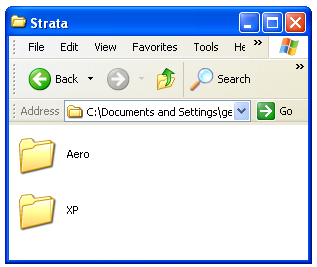 Strata
File Edit View Favorites Tools He »
Back Search »
Address C:\Documents and Settings\ge Go
Aero
XP